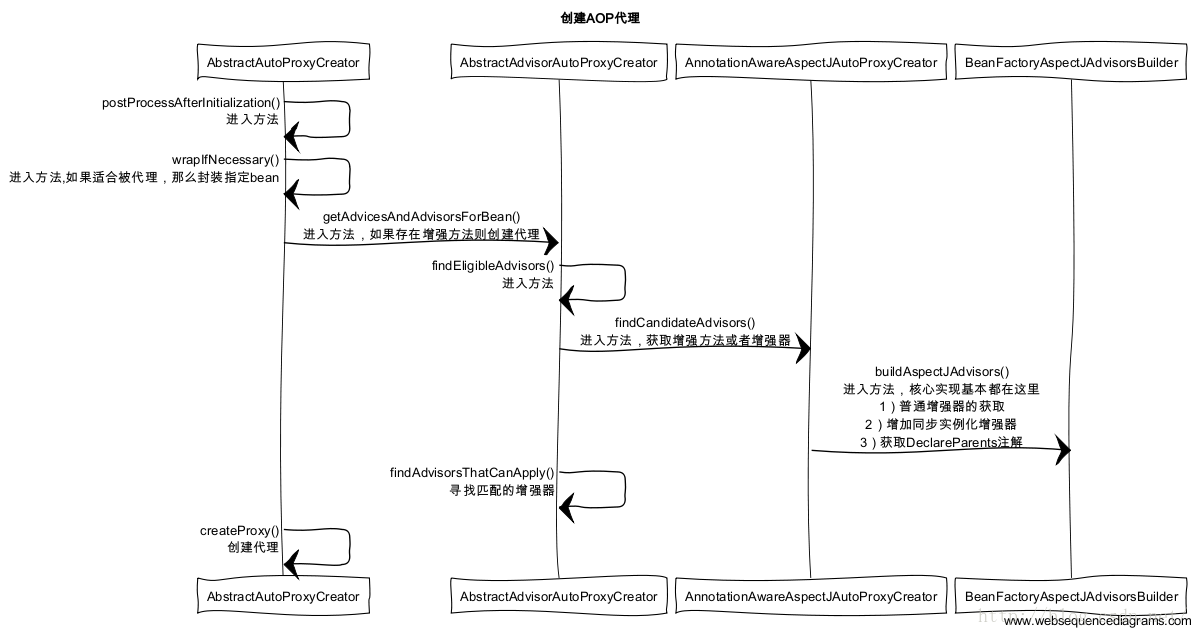 创建AOP代理
AbstractAutoProxyCreator
AbstractAdvisorAutoProxyCreator
AnnotationAwareAspectJAutoProxyCreator
BeanFactoryAspectJAdvisorsBuilder
postProcessAfterInitialization()
进入方法
wrapIfNecessary()
进入方法,如果适合被代理，那么封装指定bean
getAdvicesAndAdvisorsForBean()
进入方法，如果存在增强方法则创建代理
findEligibleAdvisors()
进入方法
findCandidateAdvisors()
进入方法，获取增强方法或者增强器
buildAspectJAdvisors()
进入方法，核心实现基本都在这里
1）普通增强器的获取
2）增加同步实例化增强器
3）获取DeclareParents注解
findAdvisorsThatCanApply()
寻找匹配的增强器
createProxy()
创建代理
AbstractAutoProxyCreator
AbstractAdvisorAutoProxyCreator
AnnotationAwareAspectJAutoProxyCreator
BeanFactoryAspectJAdvisorsBuilder
www.websequencediagrams.com